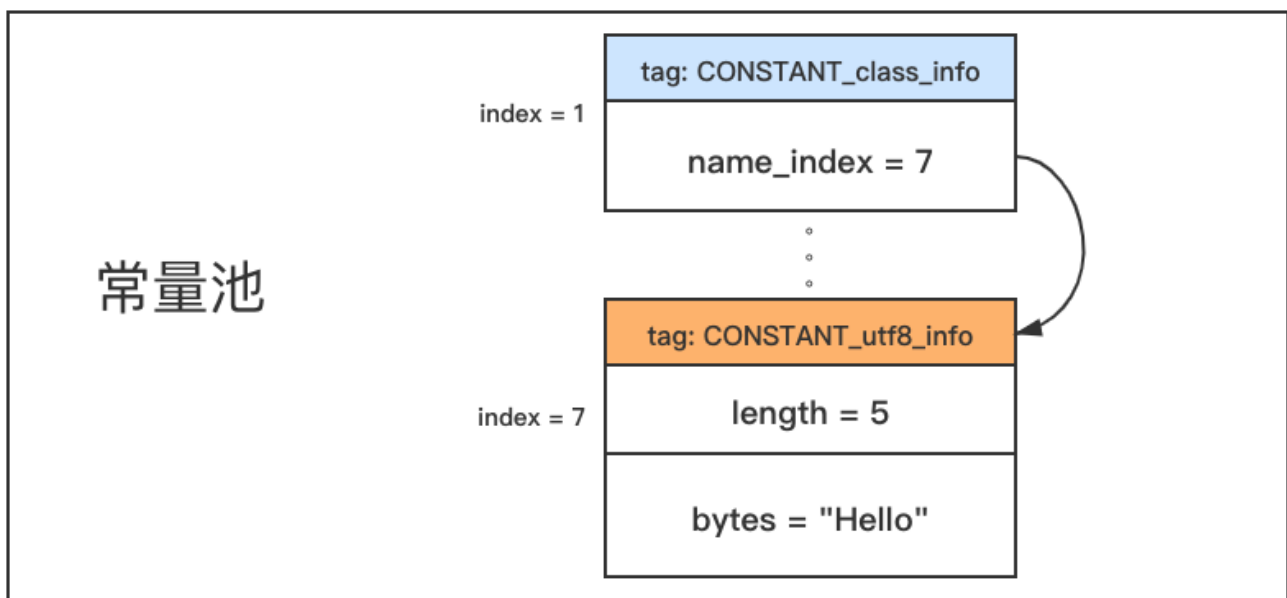 tag: CONSTANT_class_info
index = 1
name_index = 7
常量池
tag: CONSTANT_utf8_info
length = 5
index = 7
bytes = "Hello"